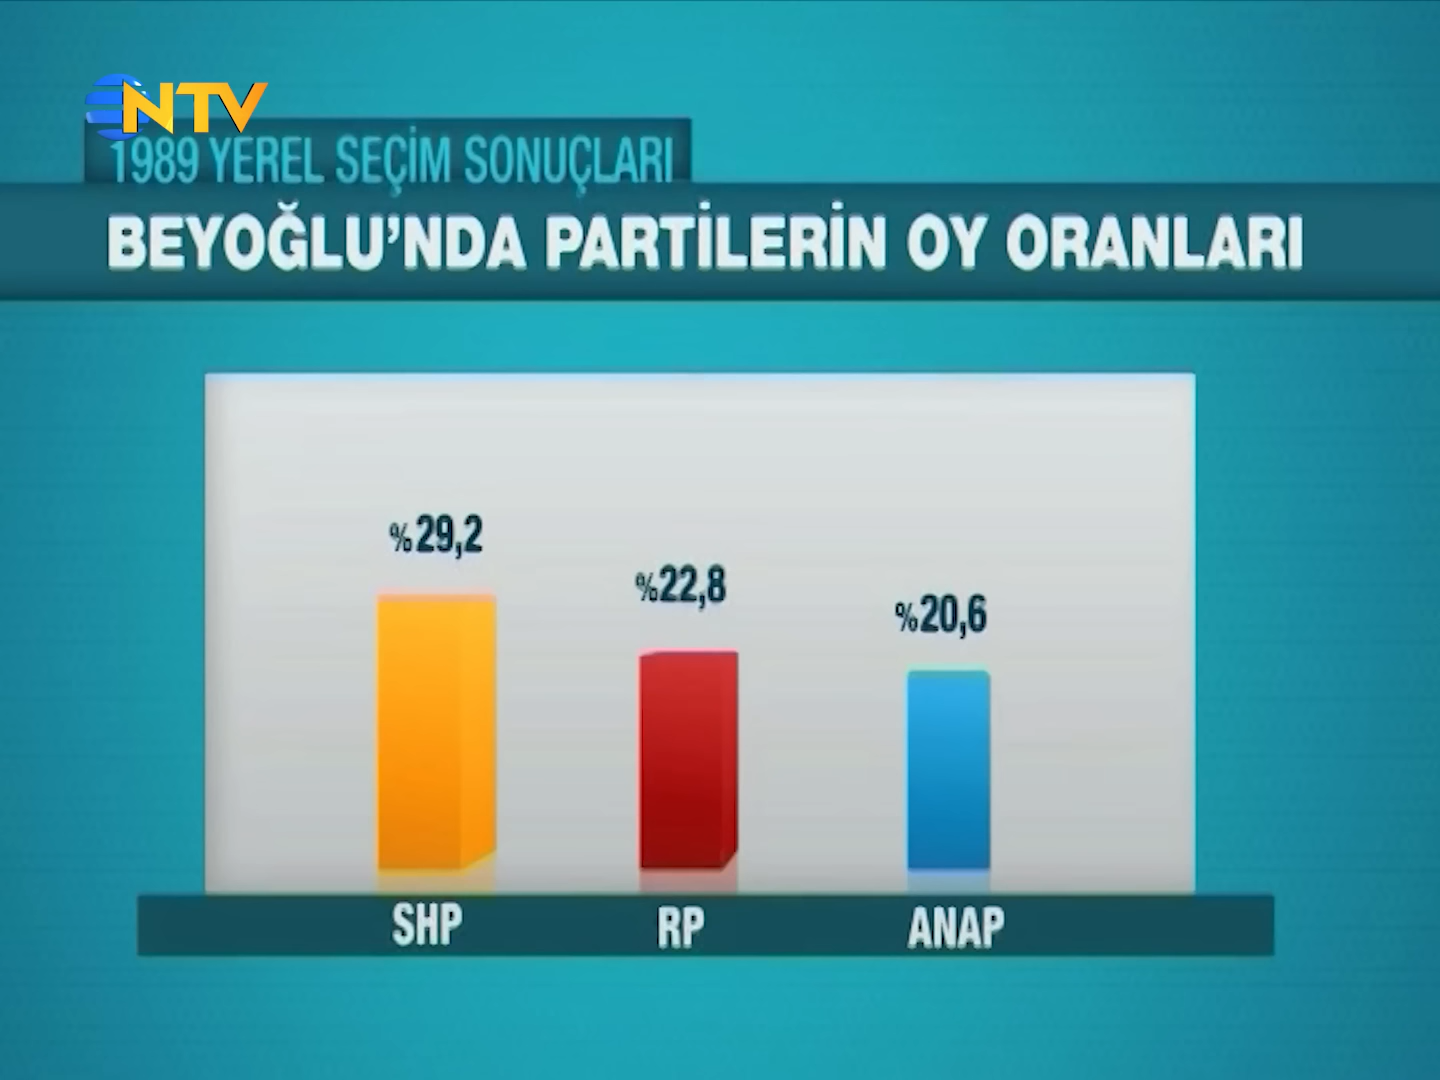 NTV
1989 YEREL SEÇİM SONUÇLARI
BEYOĞLU'NDA PARTİLERİN OY ORANLARI
%29,2
%22,8
%20,6
SHP
RP
ANAP